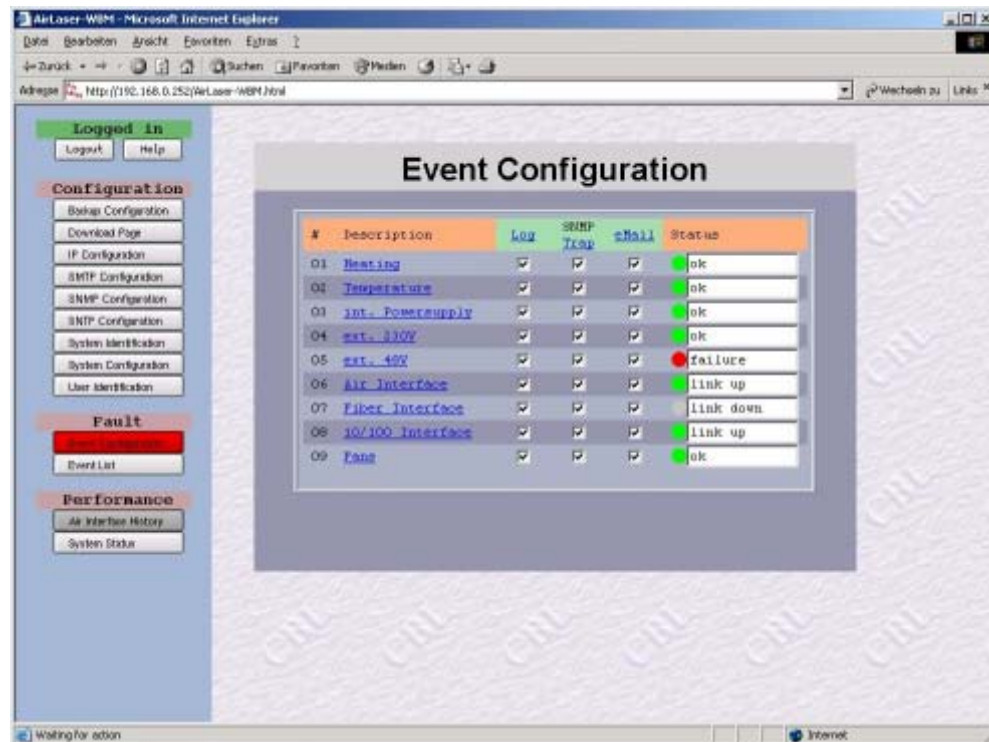 AirLaser-WBM - Microsoft Internet Explorer
Datei Bearbeiten Ansicht Favoriten Extras ?
Zurück Suchen Favoriten Medien
Adresse http://192.168.0.252/AirLaser-WBM.html Wechseln zu Links
Logged in
Logout Help
Configuration
Backup Configuration
Download Page
IP Configuration
SMTP Configuration
SNMP Configuration
SNTP Configuration
System Identification
System Configuration
User Identification
Fault
Event Configuration
Event List
Performance
Air Interface History
System Status
Event Configuration
# Description Log SNMP Trap eMail Status
01 Heating ok
02 Temperature ok
03 int. Powersupply ok
04 ext. 230V ok
05 ext. 48V failure
06 Air Interface link up
07 Fiber Interface link down
08 10/100 Interface link up
09 Fans ok
CBL
Waiting for action
Internet